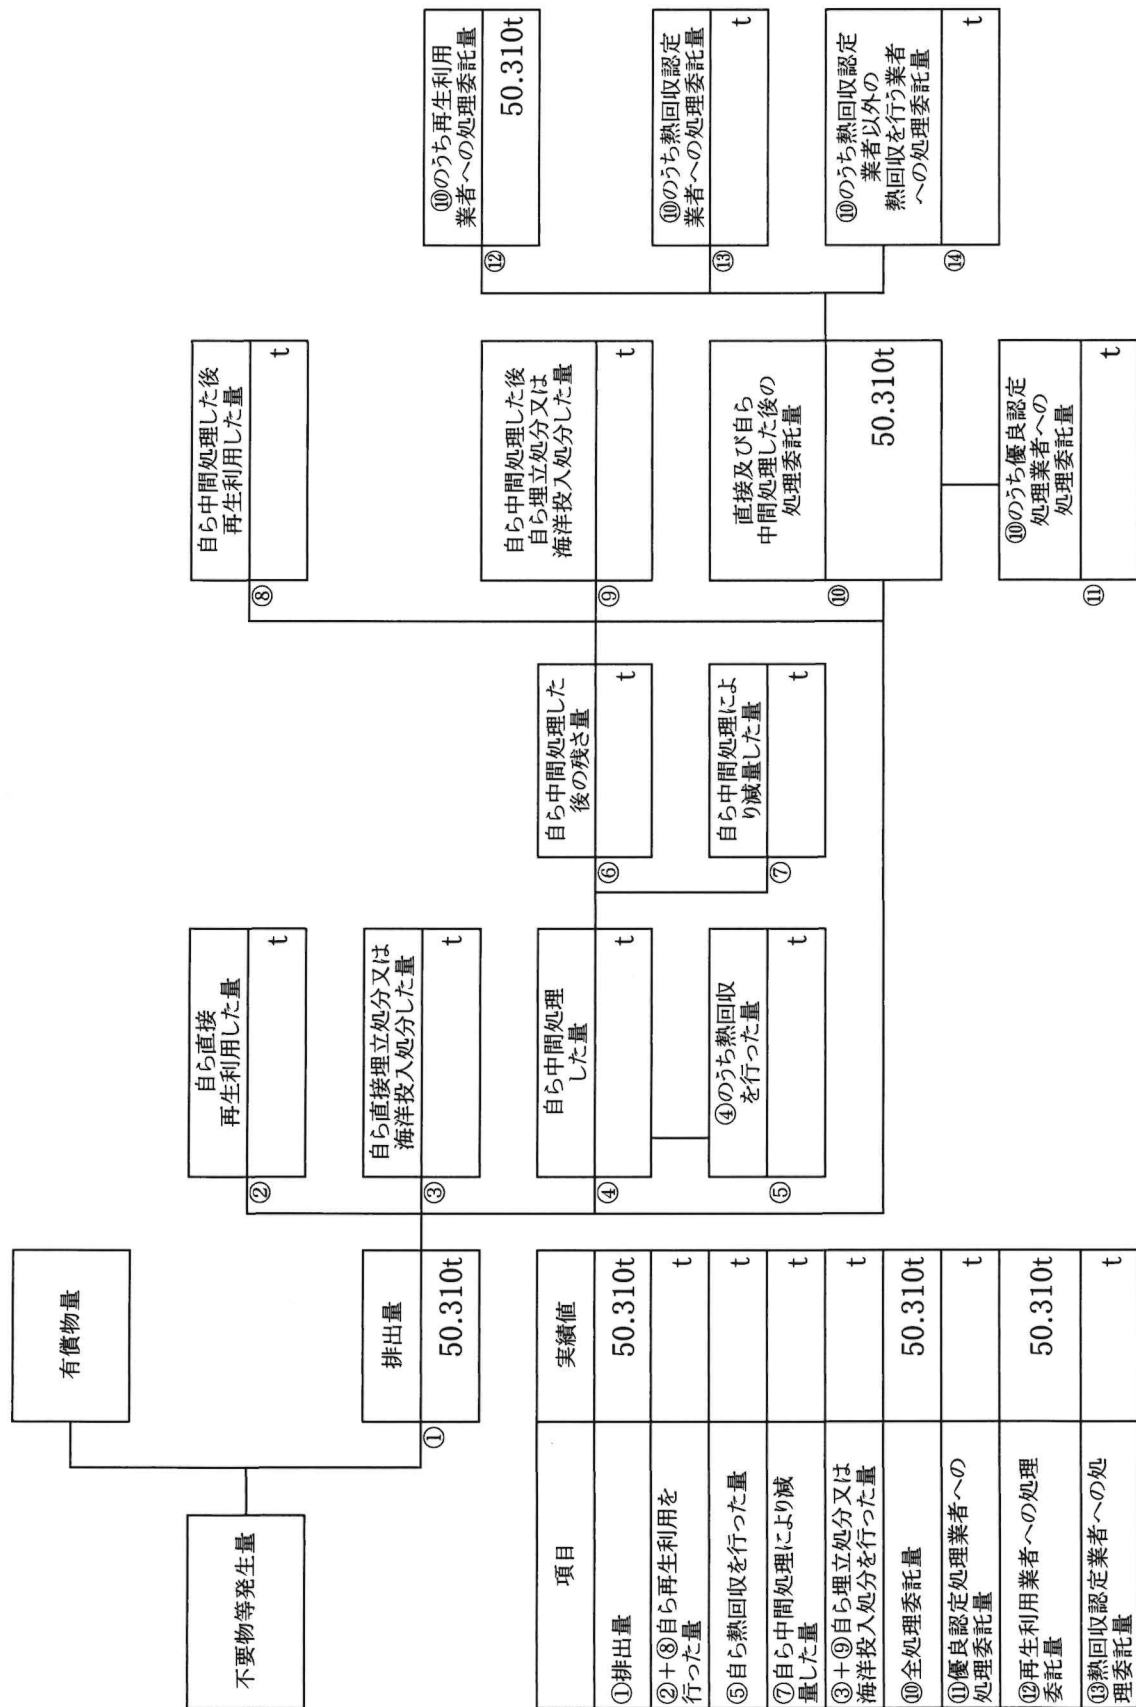 不要物等発生量
有償物量
排出量
①
50.310t
自ら直接
再生利用した量
②
t
自ら直接埋立処分又は
海洋投入処分した量
③
t
自ら中間処理
した量
④
t
④のうち熱回収
を行った量
⑤
t
自ら中間処理した
後の残さ量
⑥
t
自ら中間処理によ
り減量した量
⑦
t
自ら中間処理した後
再生利用した量
⑧
t
自ら中間処理した後
自ら埋立処分又は
海洋投入処分した量
⑨
t
直接及び自ら
中間処理した後の
処理委託量
⑩
50.310t
⑩のうち優良認定
処理業者への
処理委託量
⑪
t
⑩のうち再生利用
業者への処理委託量
⑫
50.310t
⑩のうち熱回収認定
業者への処理委託量
⑬
t
⑩のうち熱回収認定
業者以外の
熱回収を行う業者
への処理委託量
⑭
t
項目 実績値
①排出量 50.310t
②+⑧自ら再生利用を
行った量
t
⑤自ら熱回収を行った量 t
⑦自ら中間処理により減
量した量
t
③+⑨自ら埋立処分又は
海洋投入処分を行った量
t
⑩全処理委託量 50.310t
⑪優良認定処理業者への
処理委託量
t
⑫再生利用業者への処理
委託量
50.310t
⑬熱回収認定業者への処
理委託量
t